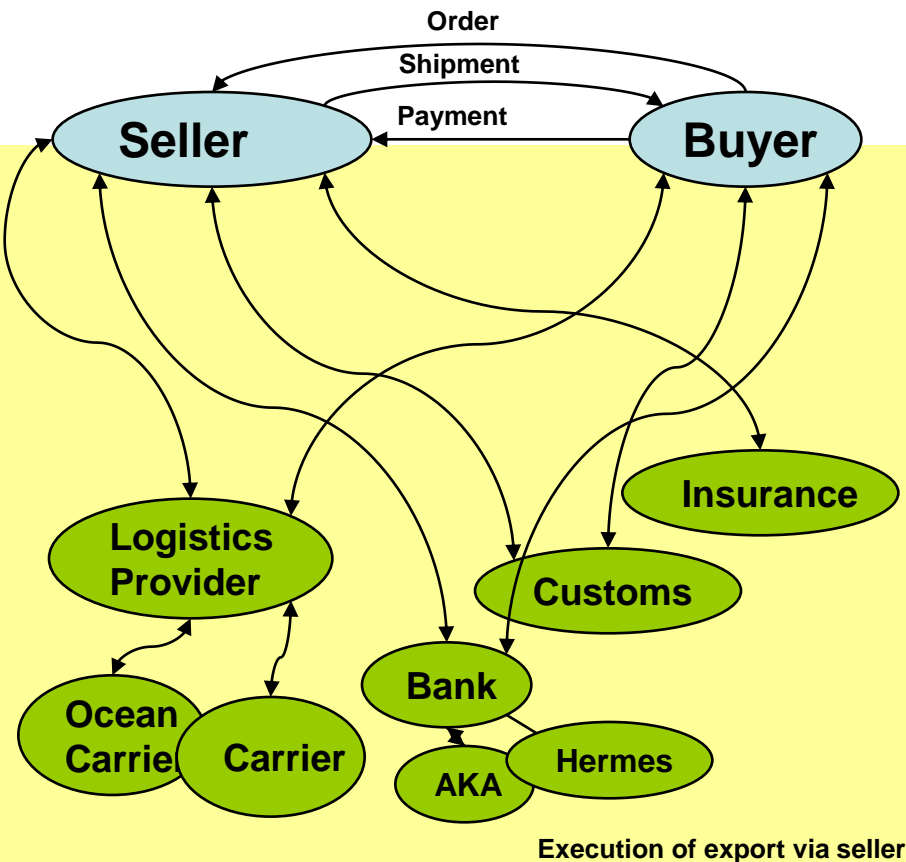 Order
Shipment
Payment
Seller
Buyer
Insurance
Logistics
Provider
Customs
Bank
Ocean
Carrie
Carrier
Hermes
AKA
Execution of export via seller